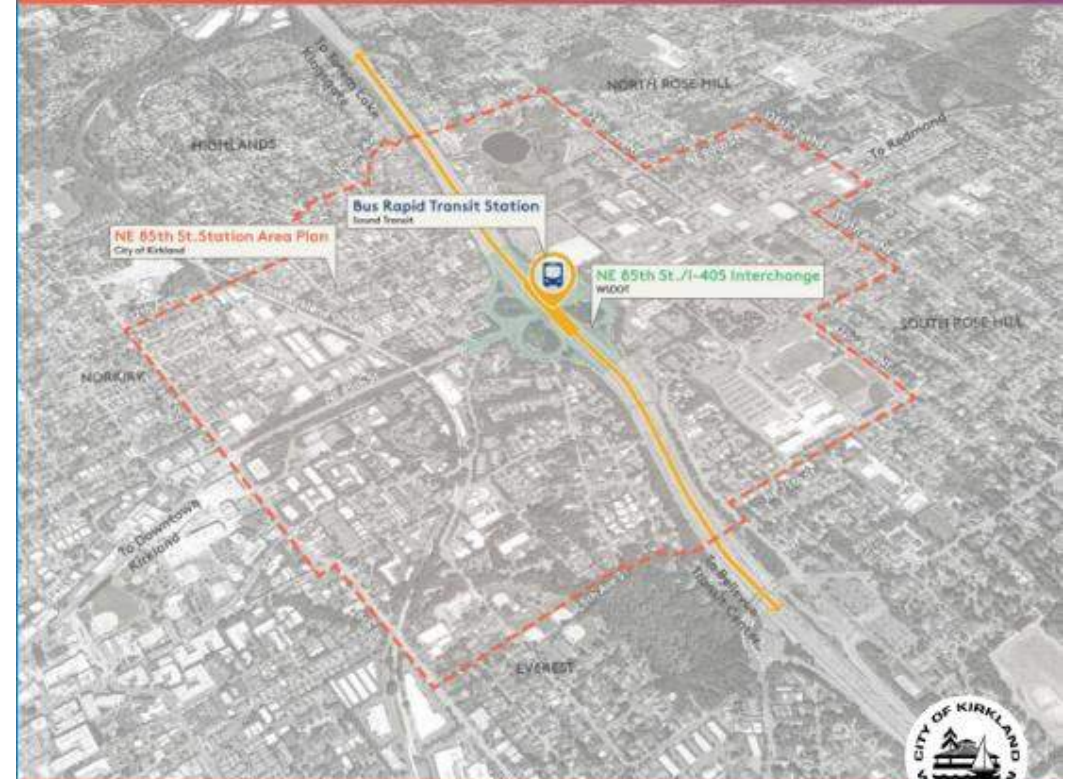 To Totem Lake
Kingsgate
NORTH ROSE HILL
HIGHLANDS
To Redmond
Bus Rapid Transit Station
Sound Transit
NE 85th St.Station Area Plan
City of Kirkland
NE 85th St./I-405 Interchange
WSDOT
SOUTH ROSE HILL
NORKIRK
To Downtown
Kirkland
To Bellevue
Transit Center
EVEREST
CITY OF KIRKLAND